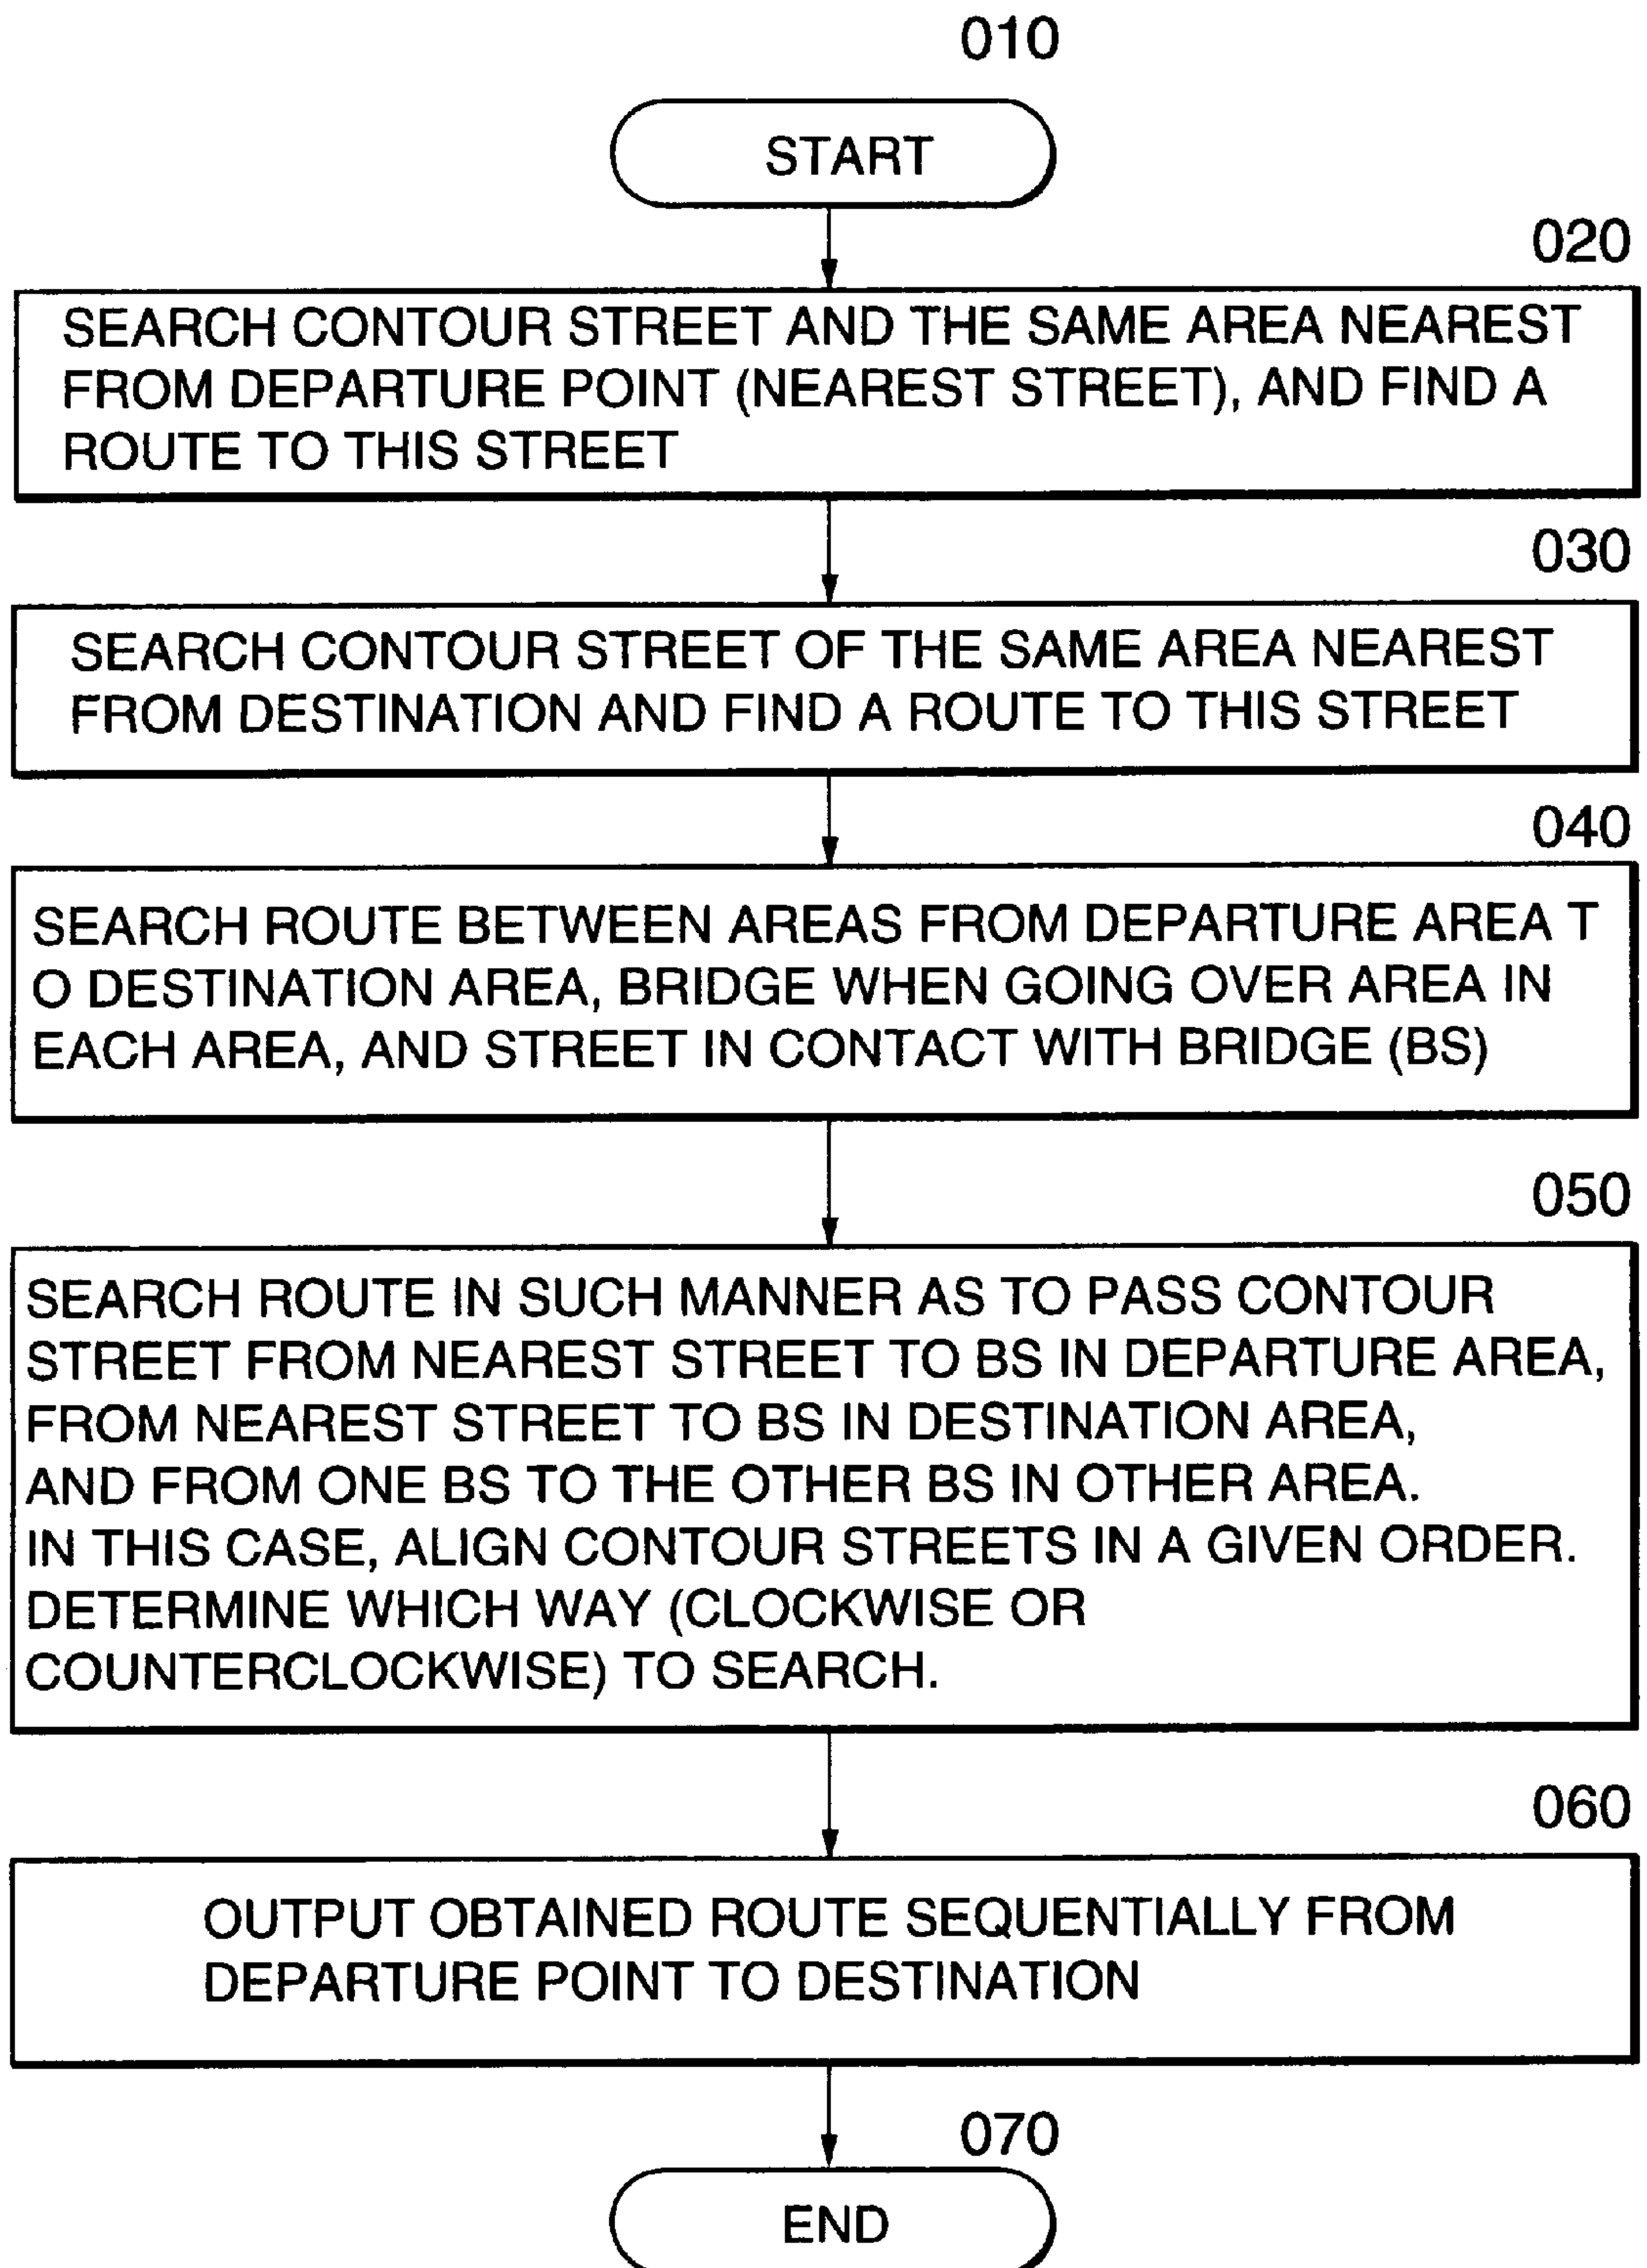 010
START
020
SEARCH CONTOUR STREET AND THE SAME AREA NEAREST
FROM DEPARTURE POINT (NEAREST STREET), AND FIND A
ROUTE TO THIS STREET
030
SEARCH CONTOUR STREET OF THE SAME AREA NEAREST
FROM DESTINATION AND FIND A ROUTE TO THIS STREET
040
SEARCH ROUTE BETWEEN AREAS FROM DEPARTURE AREA T
O DESTINATION AREA, BRIDGE WHEN GOING OVER AREA IN
EACH AREA, AND STREET IN CONTACT WITH BRIDGE (BS)
050
SEARCH ROUTE IN SUCH MANNER AS TO PASS CONTOUR
STREET FROM NEAREST STREET TO BS IN DEPARTURE AREA,
FROM NEAREST STREET TO BS IN DESTINATION AREA,
AND FROM ONE BS TO THE OTHER BS IN OTHER AREA.
IN THIS CASE, ALIGN CONTOUR STREETS IN A GIVEN ORDER.
DETERMINE WHICH WAY (CLOCKWISE OR
COUNTERCLOCKWISE) TO SEARCH.
060
OUTPUT OBTAINED ROUTE SEQUENTIALLY FROM
DEPARTURE POINT TO DESTINATION
070
END